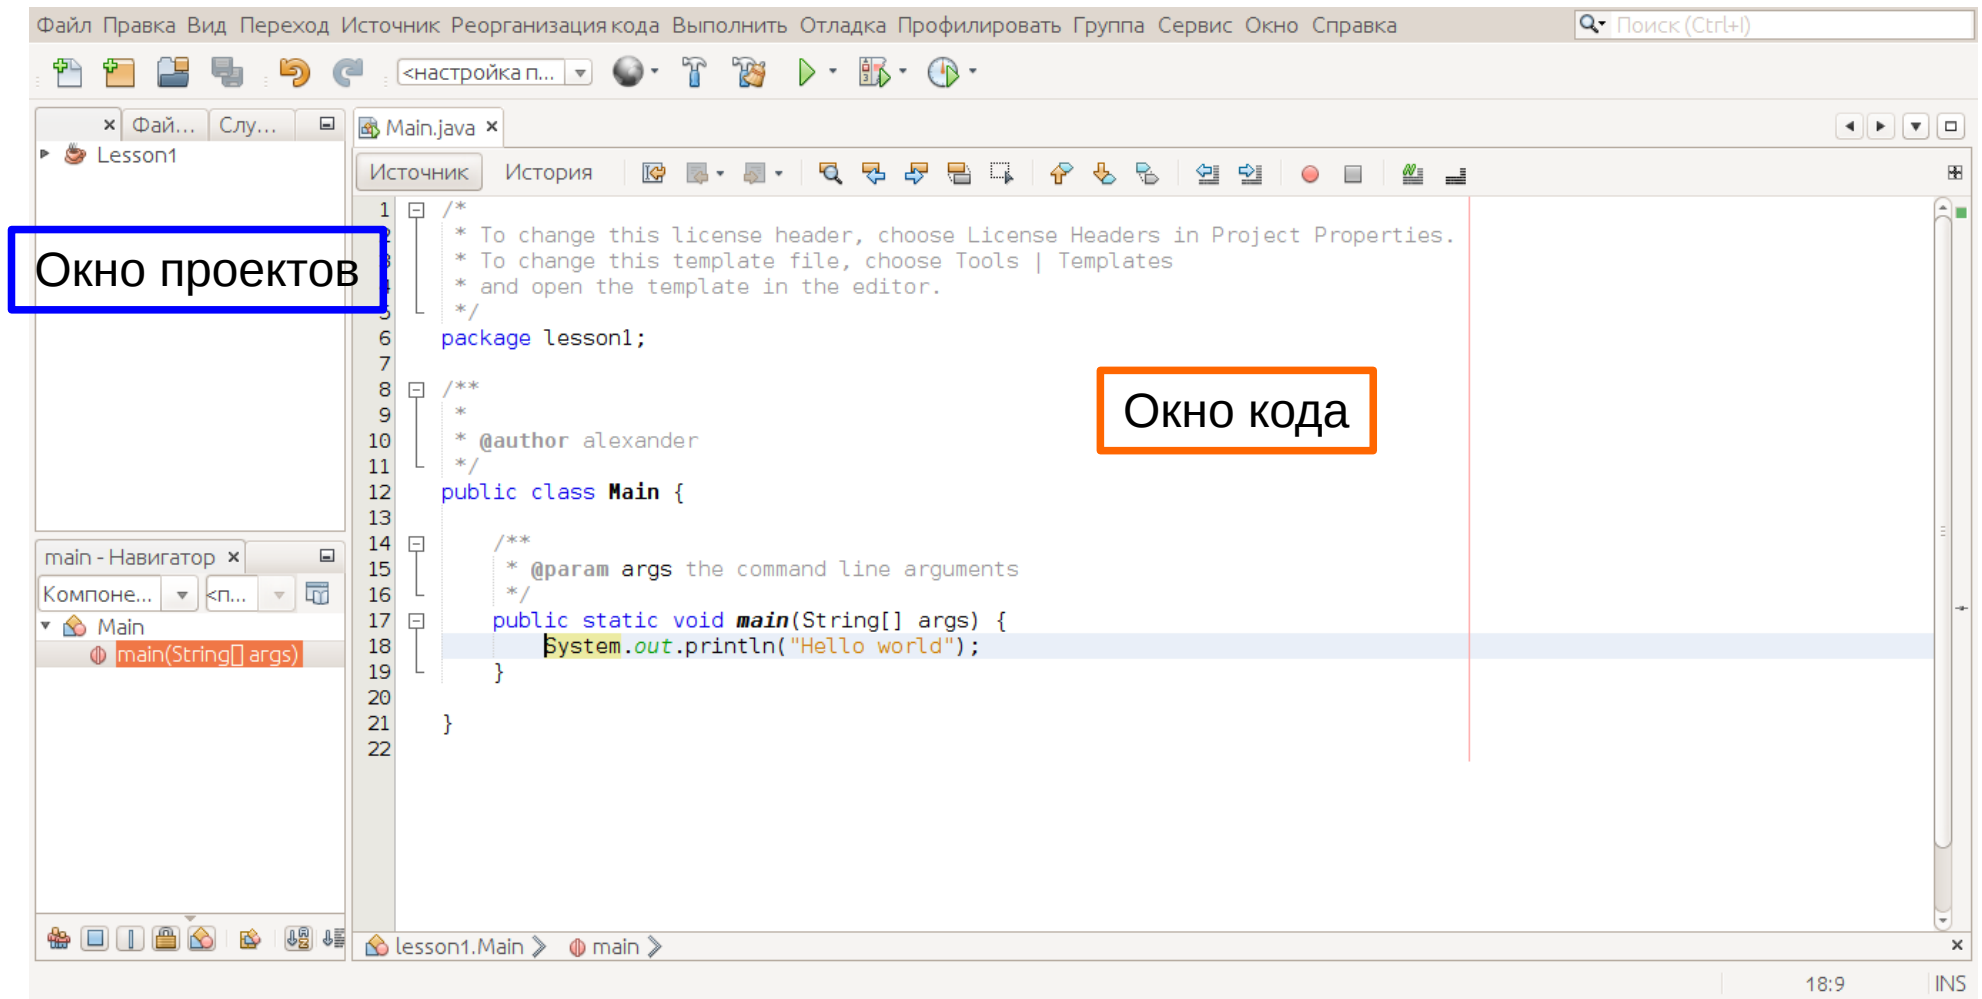 Файл Правка Вид Переход Источник Реорганизация кода Выполнить Отладка Профилировать Группа Сервис Окно Справка
Поиск (Ctrl+I)
<настройка п...
Фай... Слу...
Lesson1
Main.java
Источник История
Окно проектов
Окно кода
1 /*
2 * To change this license header, choose License Headers in Project Properties.
3 * To change this template file, choose Tools | Templates
4 * and open the template in the editor.
5 */
6 package lesson1;
7
8 /**
9 *
10 * @author alexander
11 */
12 public class Main {
13
14 /**
15 * @param args the command line arguments
16 */
17 public static void main(String[] args) {
18 System.out.println("Hello world");
19 }
20
21 }
22
main - Навигатор
Компоне... <п...
Main
main(String[] args)
lesson1.Main main
18:9 INS